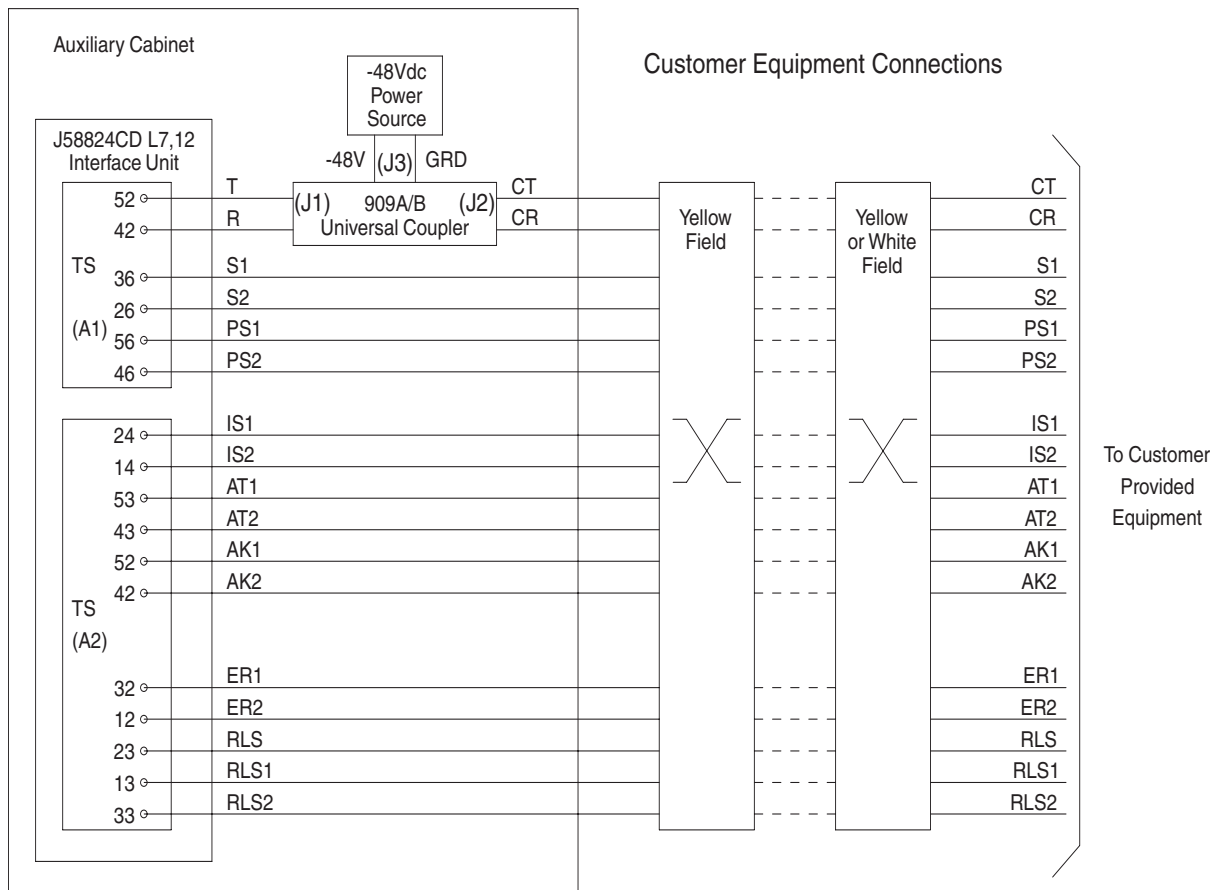 Auxiliary Cabinet
Customer Equipment Connections
-48Vdc
Power
Source
J58824CD L7,12
Interface Unit
-48V (J3) GRD
(J1) 909A/B (J2)
Universal Coupler
TS
(A1)
52 T CT CT
42 R CR CR
36 S1 S1
26 S2 S2
56 PS1 PS1
46 PS2 PS2
Yellow
Field
Yellow
or White
Field
TS
(A2)
24 IS1 IS1
14 IS2 IS2
53 AT1 AT1
43 AT2 AT2
52 AK1 AK1
42 AK2 AK2
32 ER1 ER1
12 ER2 ER2
23 RLS RLS
13 RLS1 RLS1
33 RLS2 RLS2
To Customer
Provided
Equipment